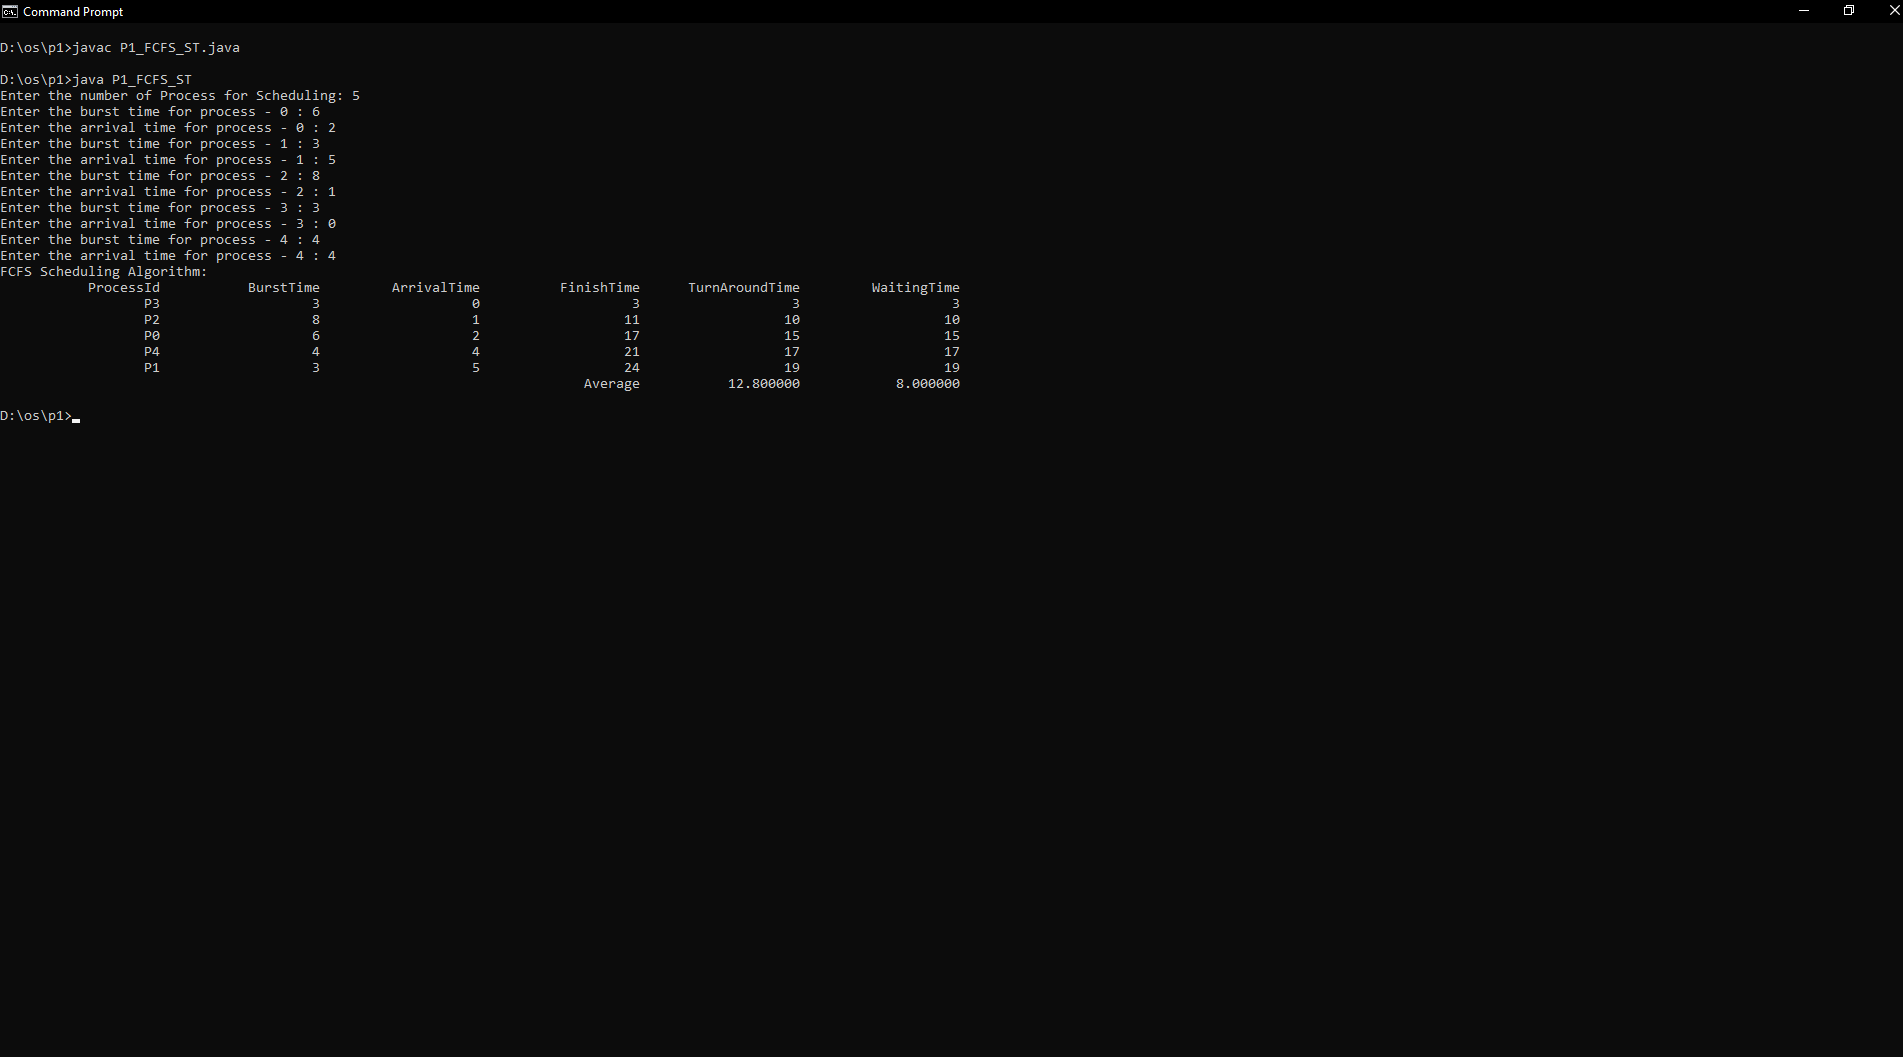 Command Prompt
D:\os\p1>javac P1_FCFS_ST.java
D:\os\p1>java P1_FCFS_ST
Enter the number of Process for Scheduling: 5
Enter the burst time for process - 0 : 6
Enter the arrival time for process - 0 : 2
Enter the burst time for process - 1 : 3
Enter the arrival time for process - 1 : 5
Enter the burst time for process - 2 : 8
Enter the arrival time for process - 2 : 1
Enter the burst time for process - 3 : 3
Enter the arrival time for process - 3 : 0
Enter the burst time for process - 4 : 4
Enter the arrival time for process - 4 : 4
FCFS Scheduling Algorithm:
ProcessId BurstTime ArrivalTime FinishTime TurnAroundTime WaitingTime
P3 3 0 3 3 3
P2 8 1 11 10 10
P0 6 2 17 15 15
P4 4 4 21 17 17
P1 3 5 24 19 19
Average 12.800000 8.000000
D:\os\p1>